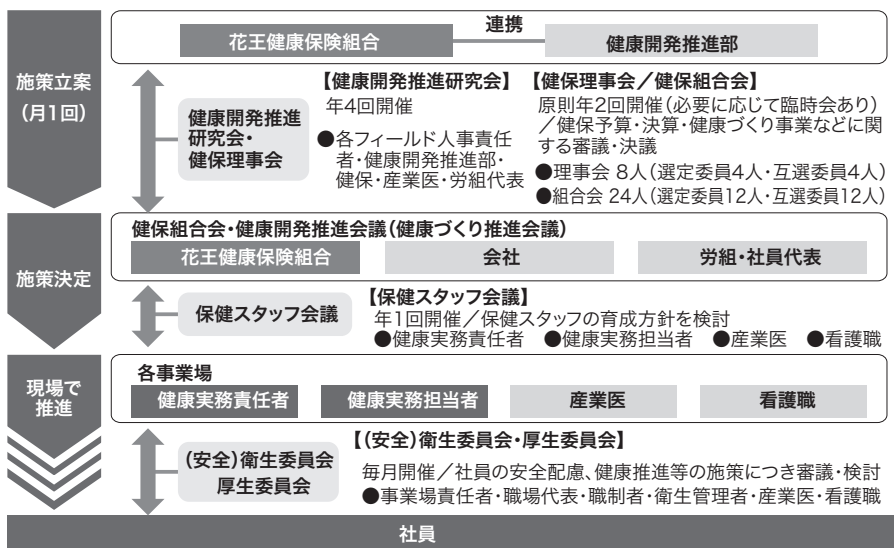 連携
花王健康保険組合
健康開発推進部
施策立案
(月1回)
健康開発推進
研究会・
健保理事会
【健康開発推進研究会】
年4回開催
●各フィールド人事責任
者・健康開発推進部・
健保・産業医・労組代表
【健保理事会／健保組合会】
原則年2回開催(必要に応じて臨時会あり)
／健保予算・決算・健康づくり事業などに関
する審議・決議
●理事会 8人(選定委員4人・互選委員4人)
●組合会 24人(選定委員12人・互選委員12人)
施策決定
健保組合会・健康開発推進会議(健康づくり推進会議)
花王健康保険組合
会社
労組・社員代表
保健スタッフ会議
【保健スタッフ会議】
年1回開催／保健スタッフの育成方針を検討
●健康実務責任者 ●健康実務担当者 ●産業医 ●看護職
現場で
推進
各事業場
健康実務責任者
健康実務担当者
産業医
看護職
(安全)衛生委員会
厚生委員会
【(安全)衛生委員会・厚生委員会】
毎月開催／社員の安全配慮、健康推進等の施策につき審議・検討
●事業場責任者・職場代表・職制者・衛生管理者・産業医・看護職
社員